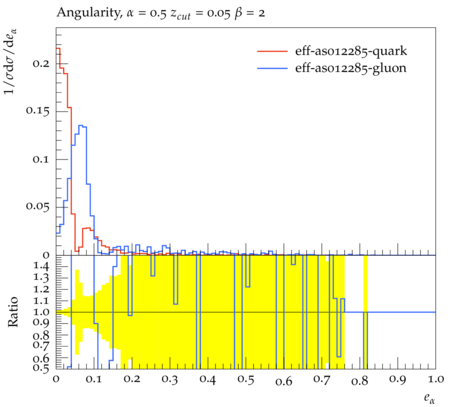 Angularity, α = 0.5 z_cut = 0.05 β = 2
1/σdσ/de_α
eff-as012285-quark
eff-as012285-gluon
0.2
0.15
0.1
0.05
0
Ratio
1.4
1.3
1.2
1.1
1.0
0.9
0.8
0.7
0.6
0.5
0 0.1 0.2 0.3 0.4 0.5 0.6 0.7 0.8 0.9 1.0
e_α